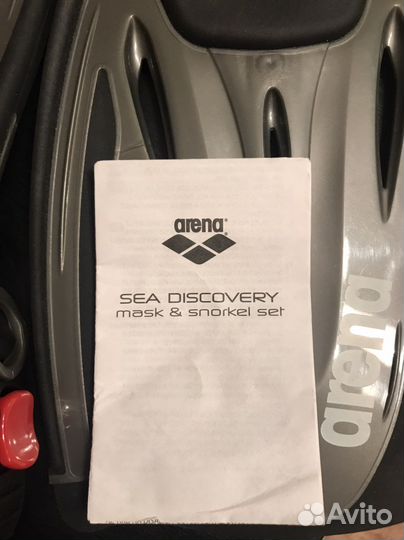 arena®
SEA DISCOVERY
mask & snorkel set
arena
Avito